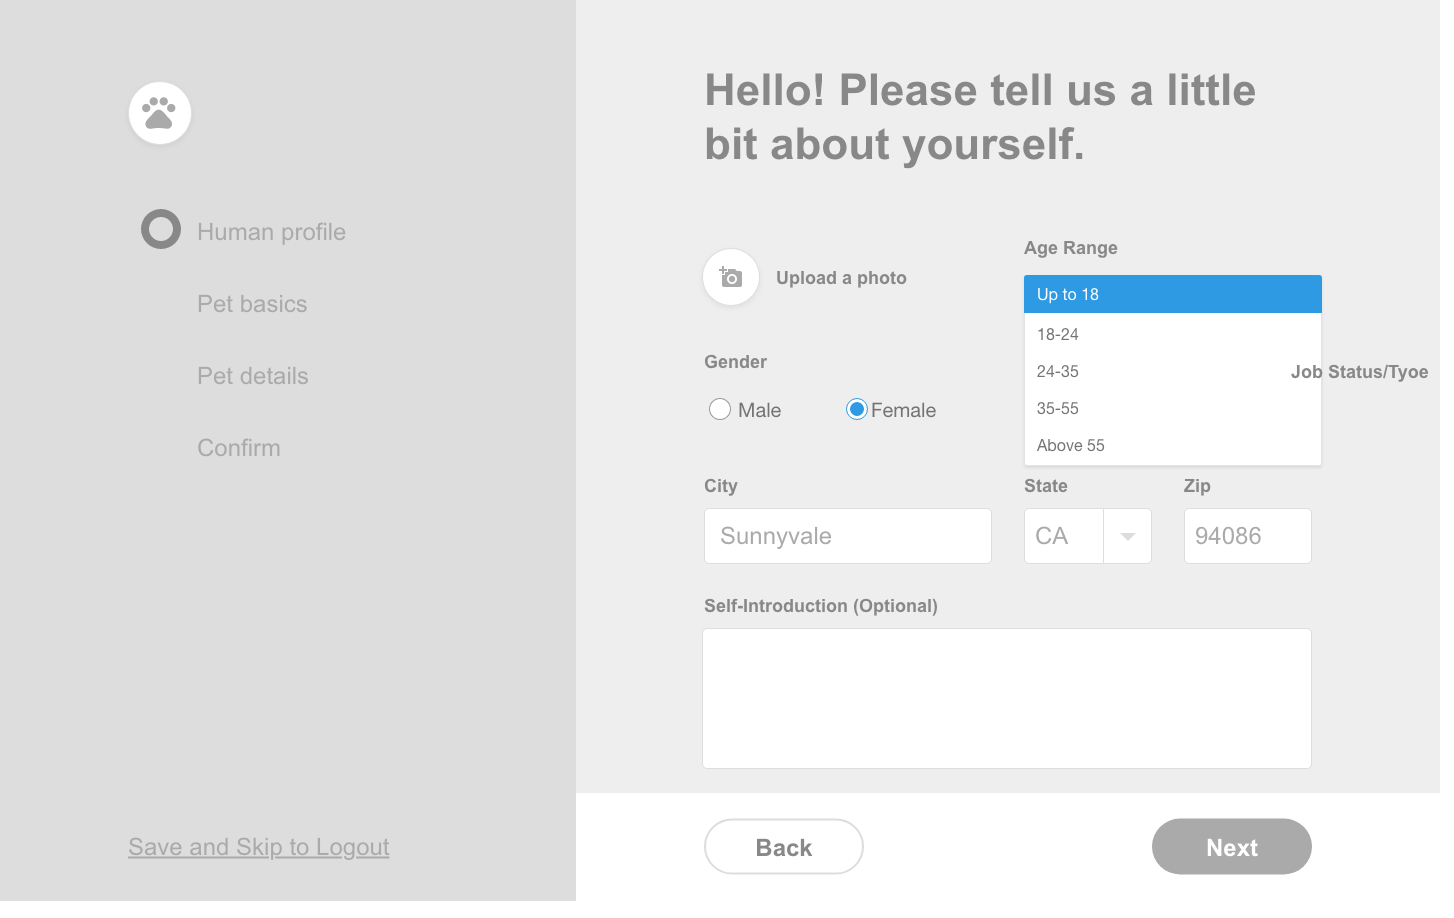 Hello! Please tell us a little
bit about yourself.
Human profile
Pet basics
Pet details
Confirm
Save and Skip to Logout
Upload a photo
Age Range
Up to 18
18-24
24-35
35-55
Above 55
Job Status/Tyoe
Gender
Male
Female
City
State
Zip
Sunnyvale
CA
94086
Self-Introduction (Optional)
Back
Next